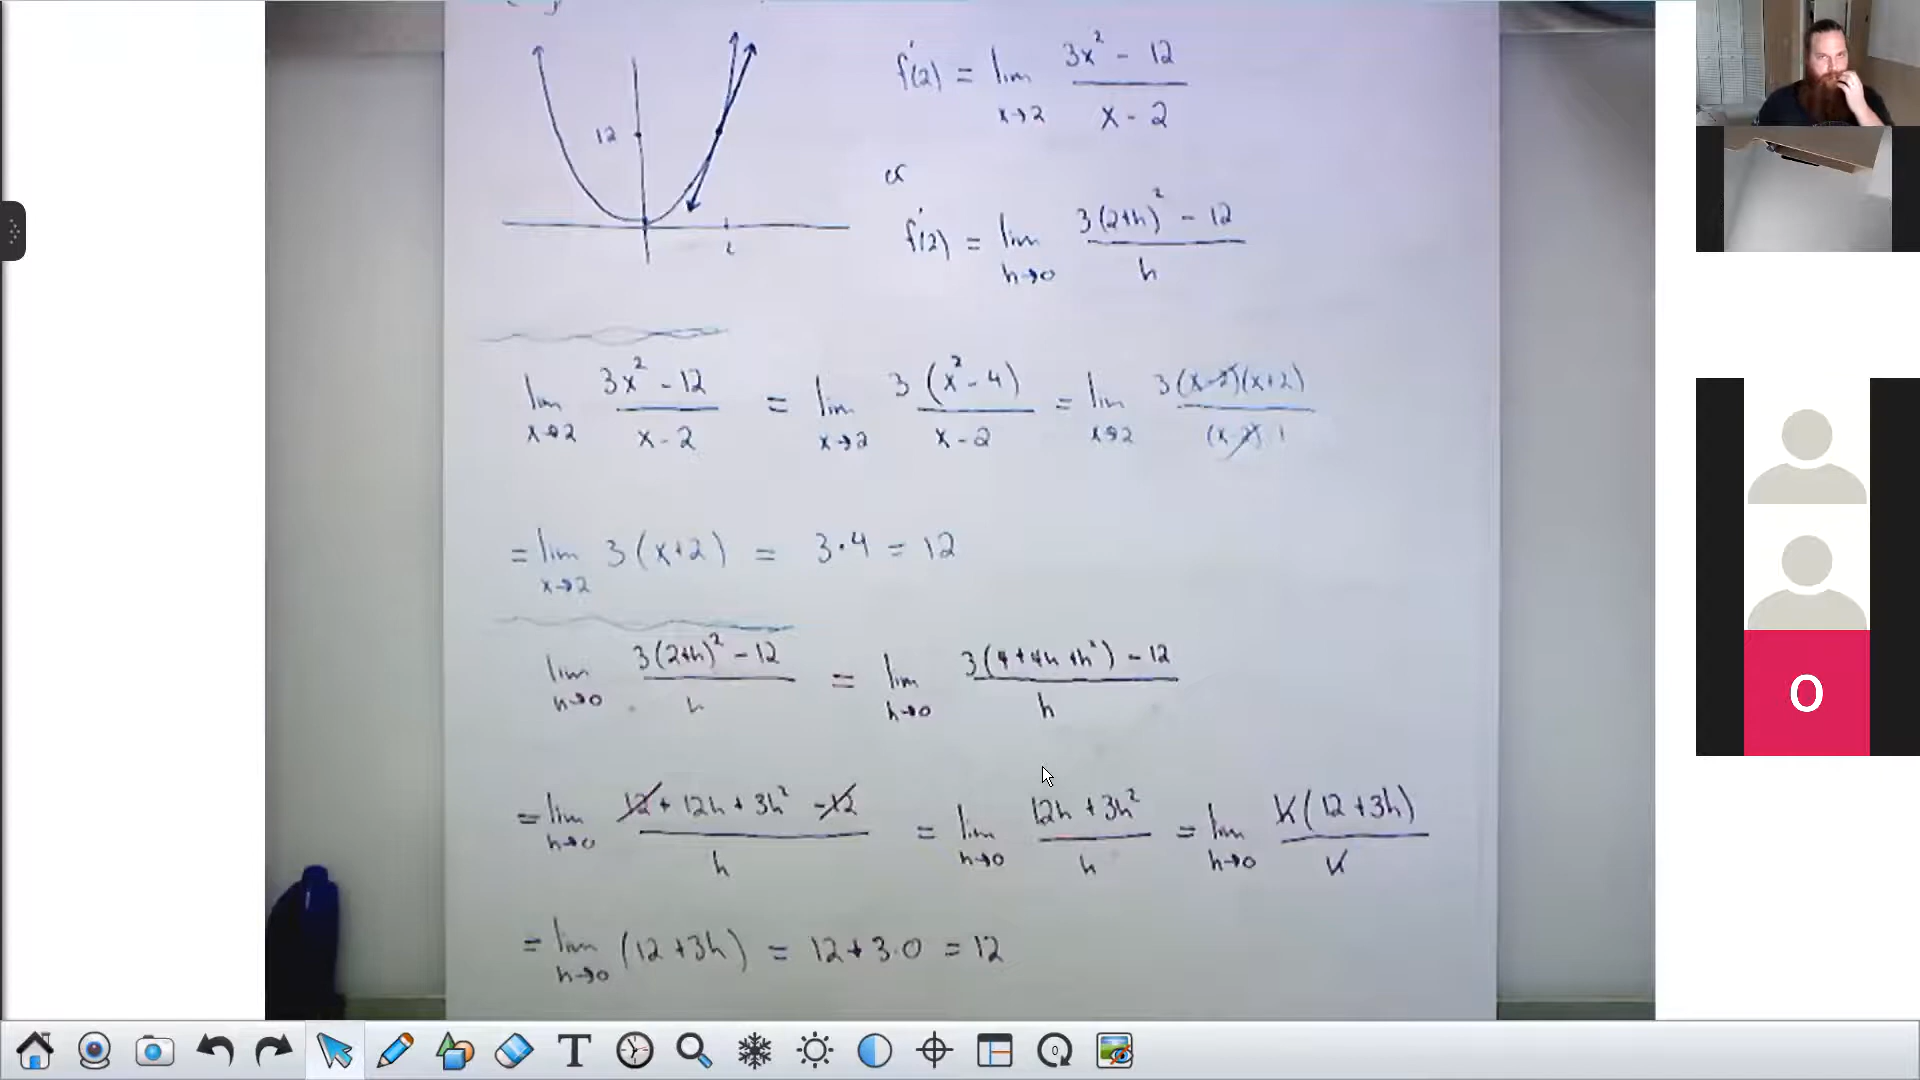 f'(2) = lim x→2 (3x² - 12)/(x - 2)
12
or
f'(2) = lim h→0 (3(2+h)² - 12)/h
lim x→2 (3x² - 12)/(x - 2) = lim x→2 (3(x² - 4))/(x - 2) = lim x→2 (3(x-2)(x+2))/((x-2) 1)
= lim x→2 3(x+2) = 3·4 = 12
lim h→0 (3(2+h)² - 12)/h = lim h→0 (3(4+4h+h²) - 12)/h
= lim h→0 (12 + 12h + 3h² - 12)/h = lim h→0 (12h + 3h²)/h = lim h→0 (h(12+3h))/h
= lim h→0 (12+3h) = 12+3·0 = 12
O
T
0